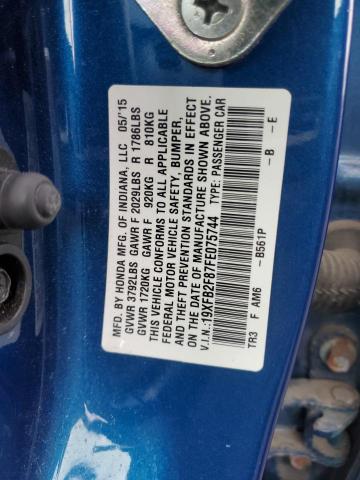 MFD. BY HONDA MFG. OF INDIANA, LLC 05/'15
GVWR 3792LBS GAWR F 2029LBS R 1786LBS
GVWR 1720KG GAWR F 920KG R 810KG
THIS VEHICLE CONFORMS TO ALL APPLICABLE
FEDERAL MOTOR VEHICLE SAFETY, BUMPER,
AND THEFT PREVENTION STANDARDS IN EFFECT
ON THE DATE OF MANUFACTURE SHOWN ABOVE.
V.I.N.:19XFB2F87FE075744 TYPE: PASSENGER CAR
TR3 F AM6 -B561P -B -E